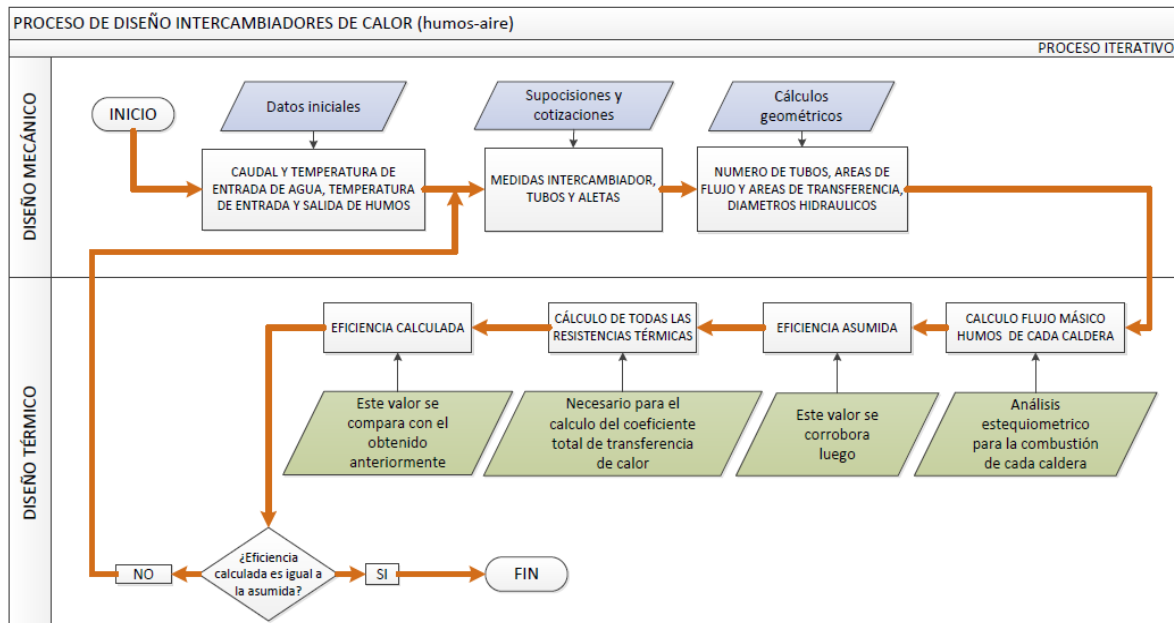 PROCESO DE DISEÑO INTERCAMBIADORES DE CALOR (humos-aire)
PROCESO ITERATIVO
DISEÑO MECÁNICO
INICIO
Datos iniciales
Supocisiones y
cotizaciones
Cálculos
geométricos
CAUDAL Y TEMPERATURA DE
ENTRADA DE AGUA, TEMPERATURA
DE ENTRADA Y SALIDA DE HUMOS
MEDIDAS INTERCAMBIADOR,
TUBOS Y ALETAS
NUMERO DE TUBOS, AREAS DE
FLUJO Y AREAS DE TRANSFERENCIA,
DIAMETROS HIDRAULICOS
DISEÑO TÉRMICO
EFICIENCIA CALCULADA
CÁLCULO DE TODAS LAS
RESISTENCIAS TÉRMICAS
EFICIENCIA ASUMIDA
CALCULO FLUJO MÁSICO
HUMOS DE CADA CALDERA
Este valor se
compara con el
obtenido
anteriormente
Necesario para el
calculo del coeficiente
total de transferencia
de calor
Este valor se
corrobora
luego
Análisis
estequiometrico
para la combustión
de cada caldera
NO
¿Eficiencia
calculada es igual a
la asumida?
SI
FIN